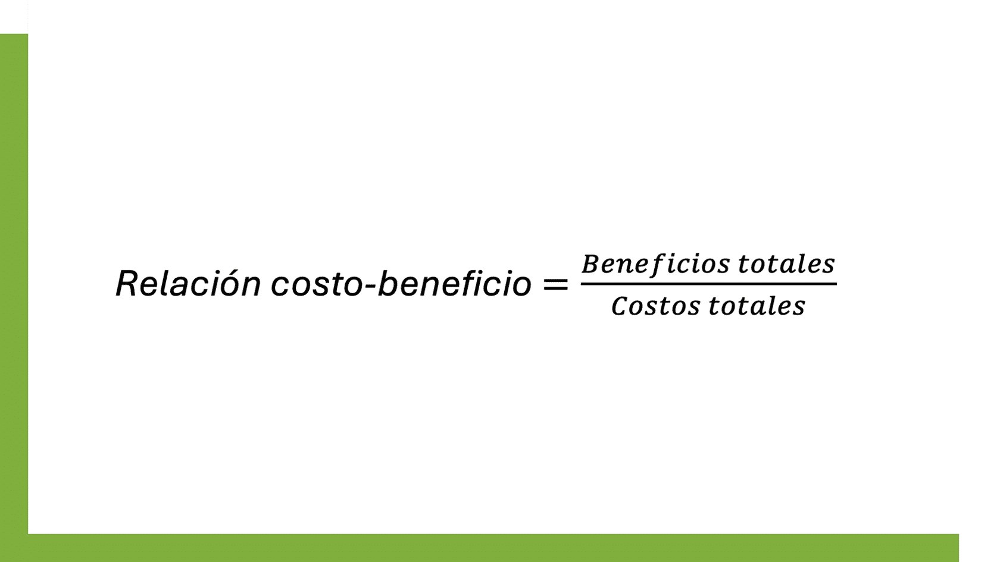 Relación costo-beneficio = Beneficios totales / Costos totales